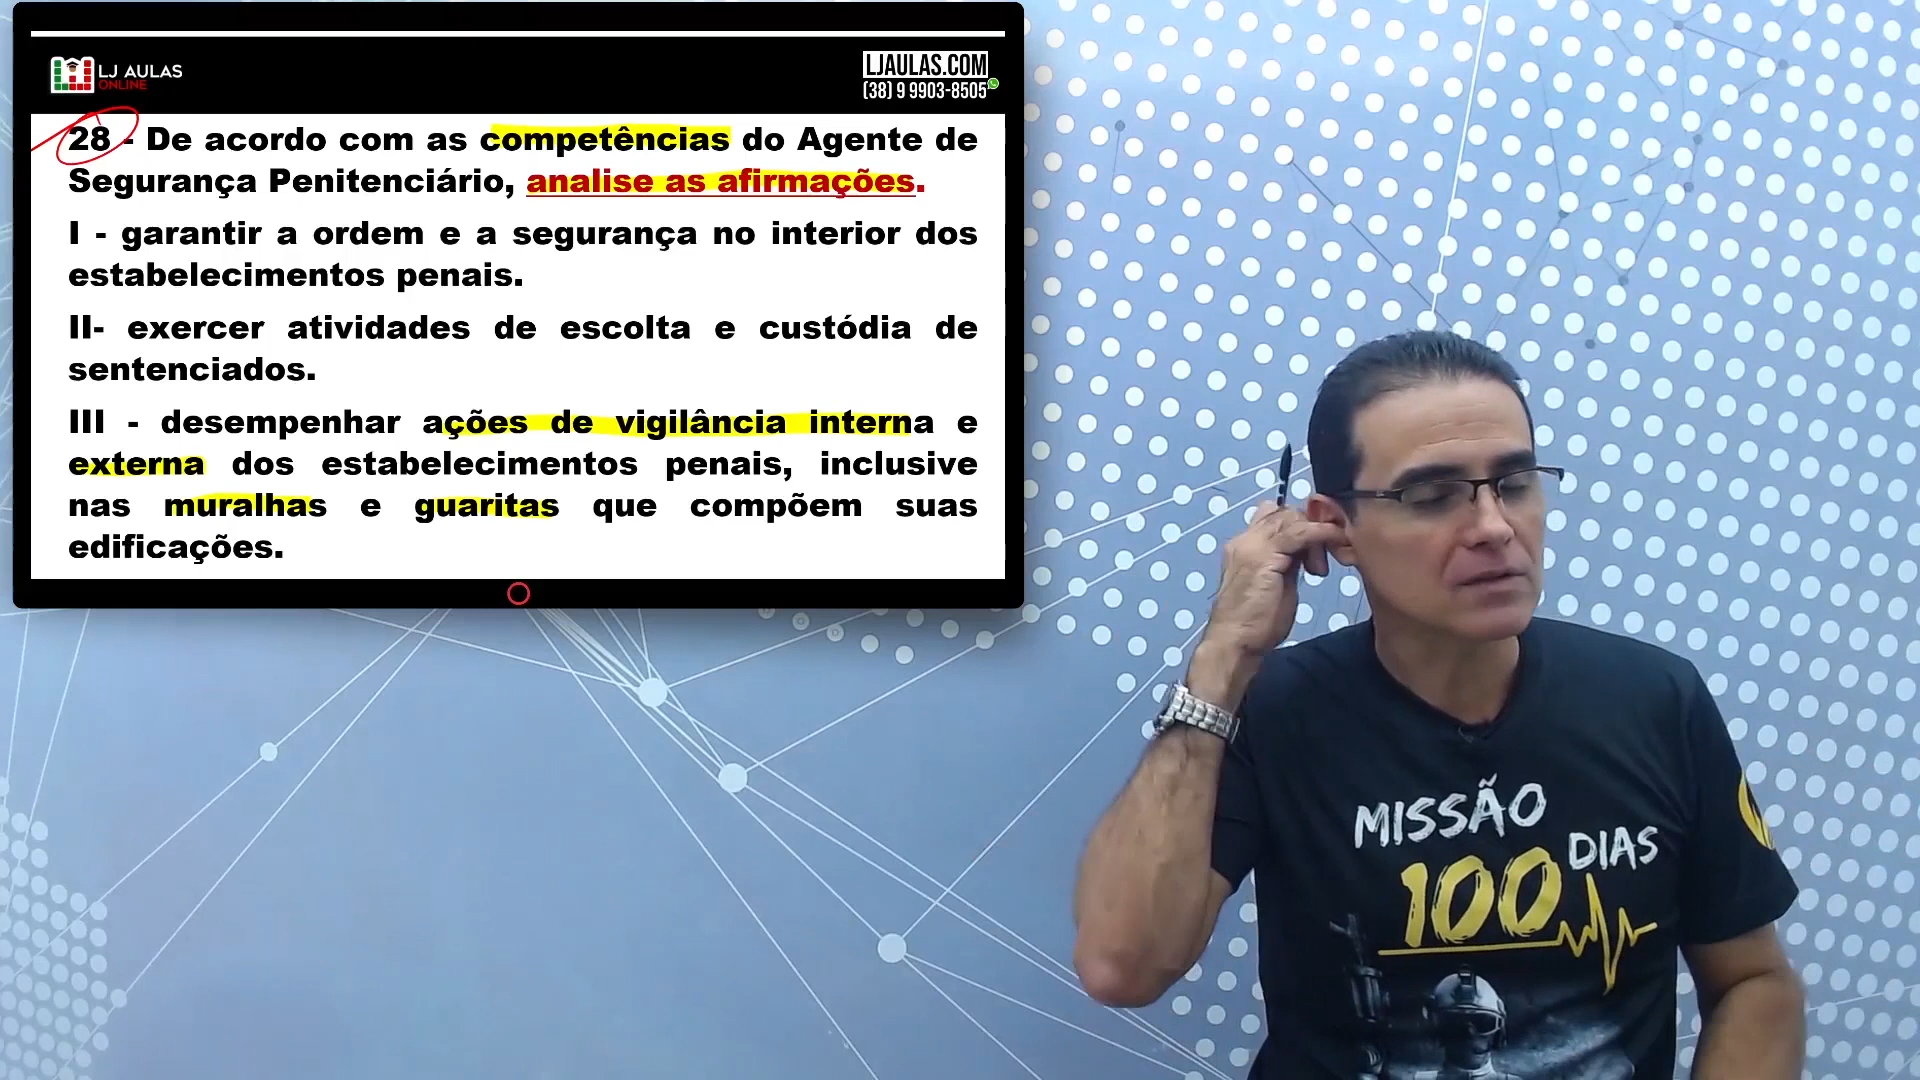 LJ AULAS
ONLINE
LJAULAS.COM
(38) 9 9903-8505
28 - De acordo com as competências do Agente de
Segurança Penitenciário, analise as afirmações.
I - garantir a ordem e a segurança no interior dos
estabelecimentos penais.
II- exercer atividades de escolta e custódia de
sentenciados.
III - desempenhar ações de vigilância interna e
externa dos estabelecimentos penais, inclusive
nas muralhas e guaritas que compõem suas
edificações.
MISSÃO
100 DIAS